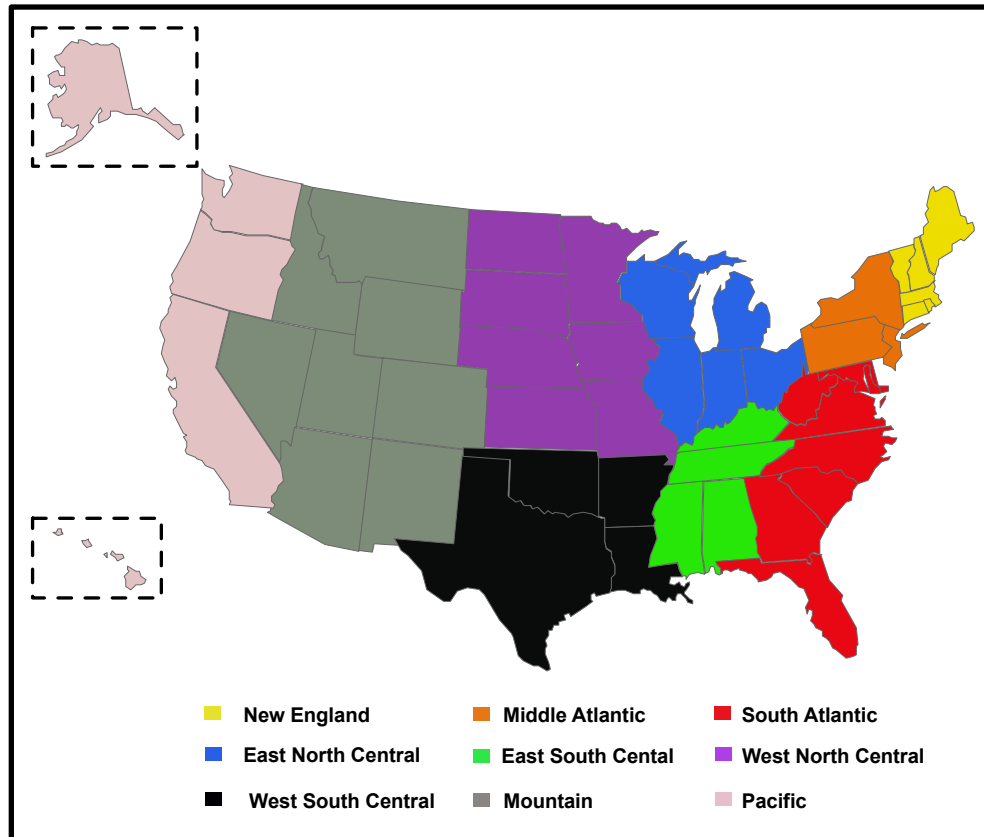 New England
Middle Atlantic
South Atlantic
East North Central
East South Cental
West North Central
West South Central
Mountain
Pacific